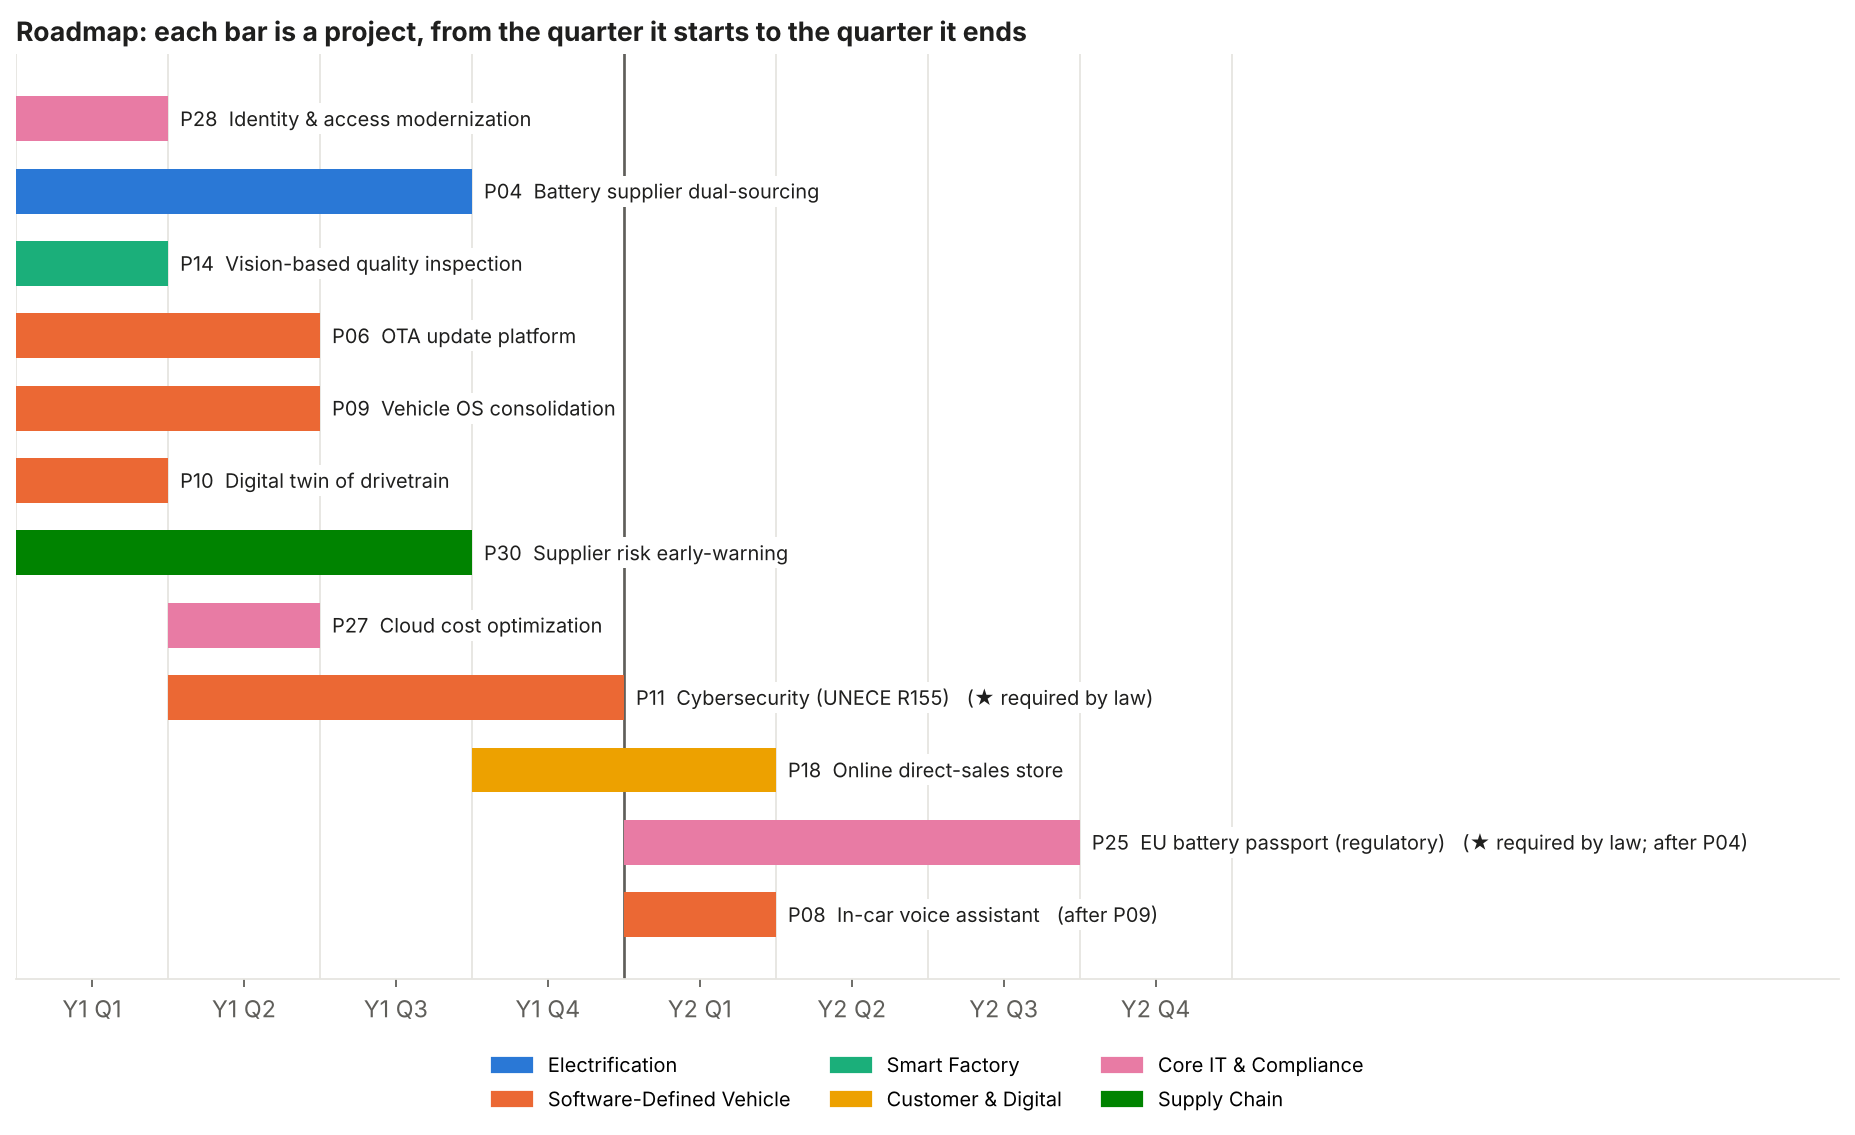 Roadmap: each bar is a project, from the quarter it starts to the quarter it ends
P28 Identity & access modernization
P04 Battery supplier dual-sourcing
P14 Vision-based quality inspection
P06 OTA update platform
P09 Vehicle OS consolidation
P10 Digital twin of drivetrain
P30 Supplier risk early-warning
P27 Cloud cost optimization
P11 Cybersecurity (UNECE R155) (★ required by law)
P18 Online direct-sales store
P25 EU battery passport (regulatory) (★ required by law; after P04)
P08 In-car voice assistant (after P09)
Y1 Q1 Y1 Q2 Y1 Q3 Y1 Q4 Y2 Q1 Y2 Q2 Y2 Q3 Y2 Q4
Electrification Smart Factory Core IT & Compliance
Software-Defined Vehicle Customer & Digital Supply Chain